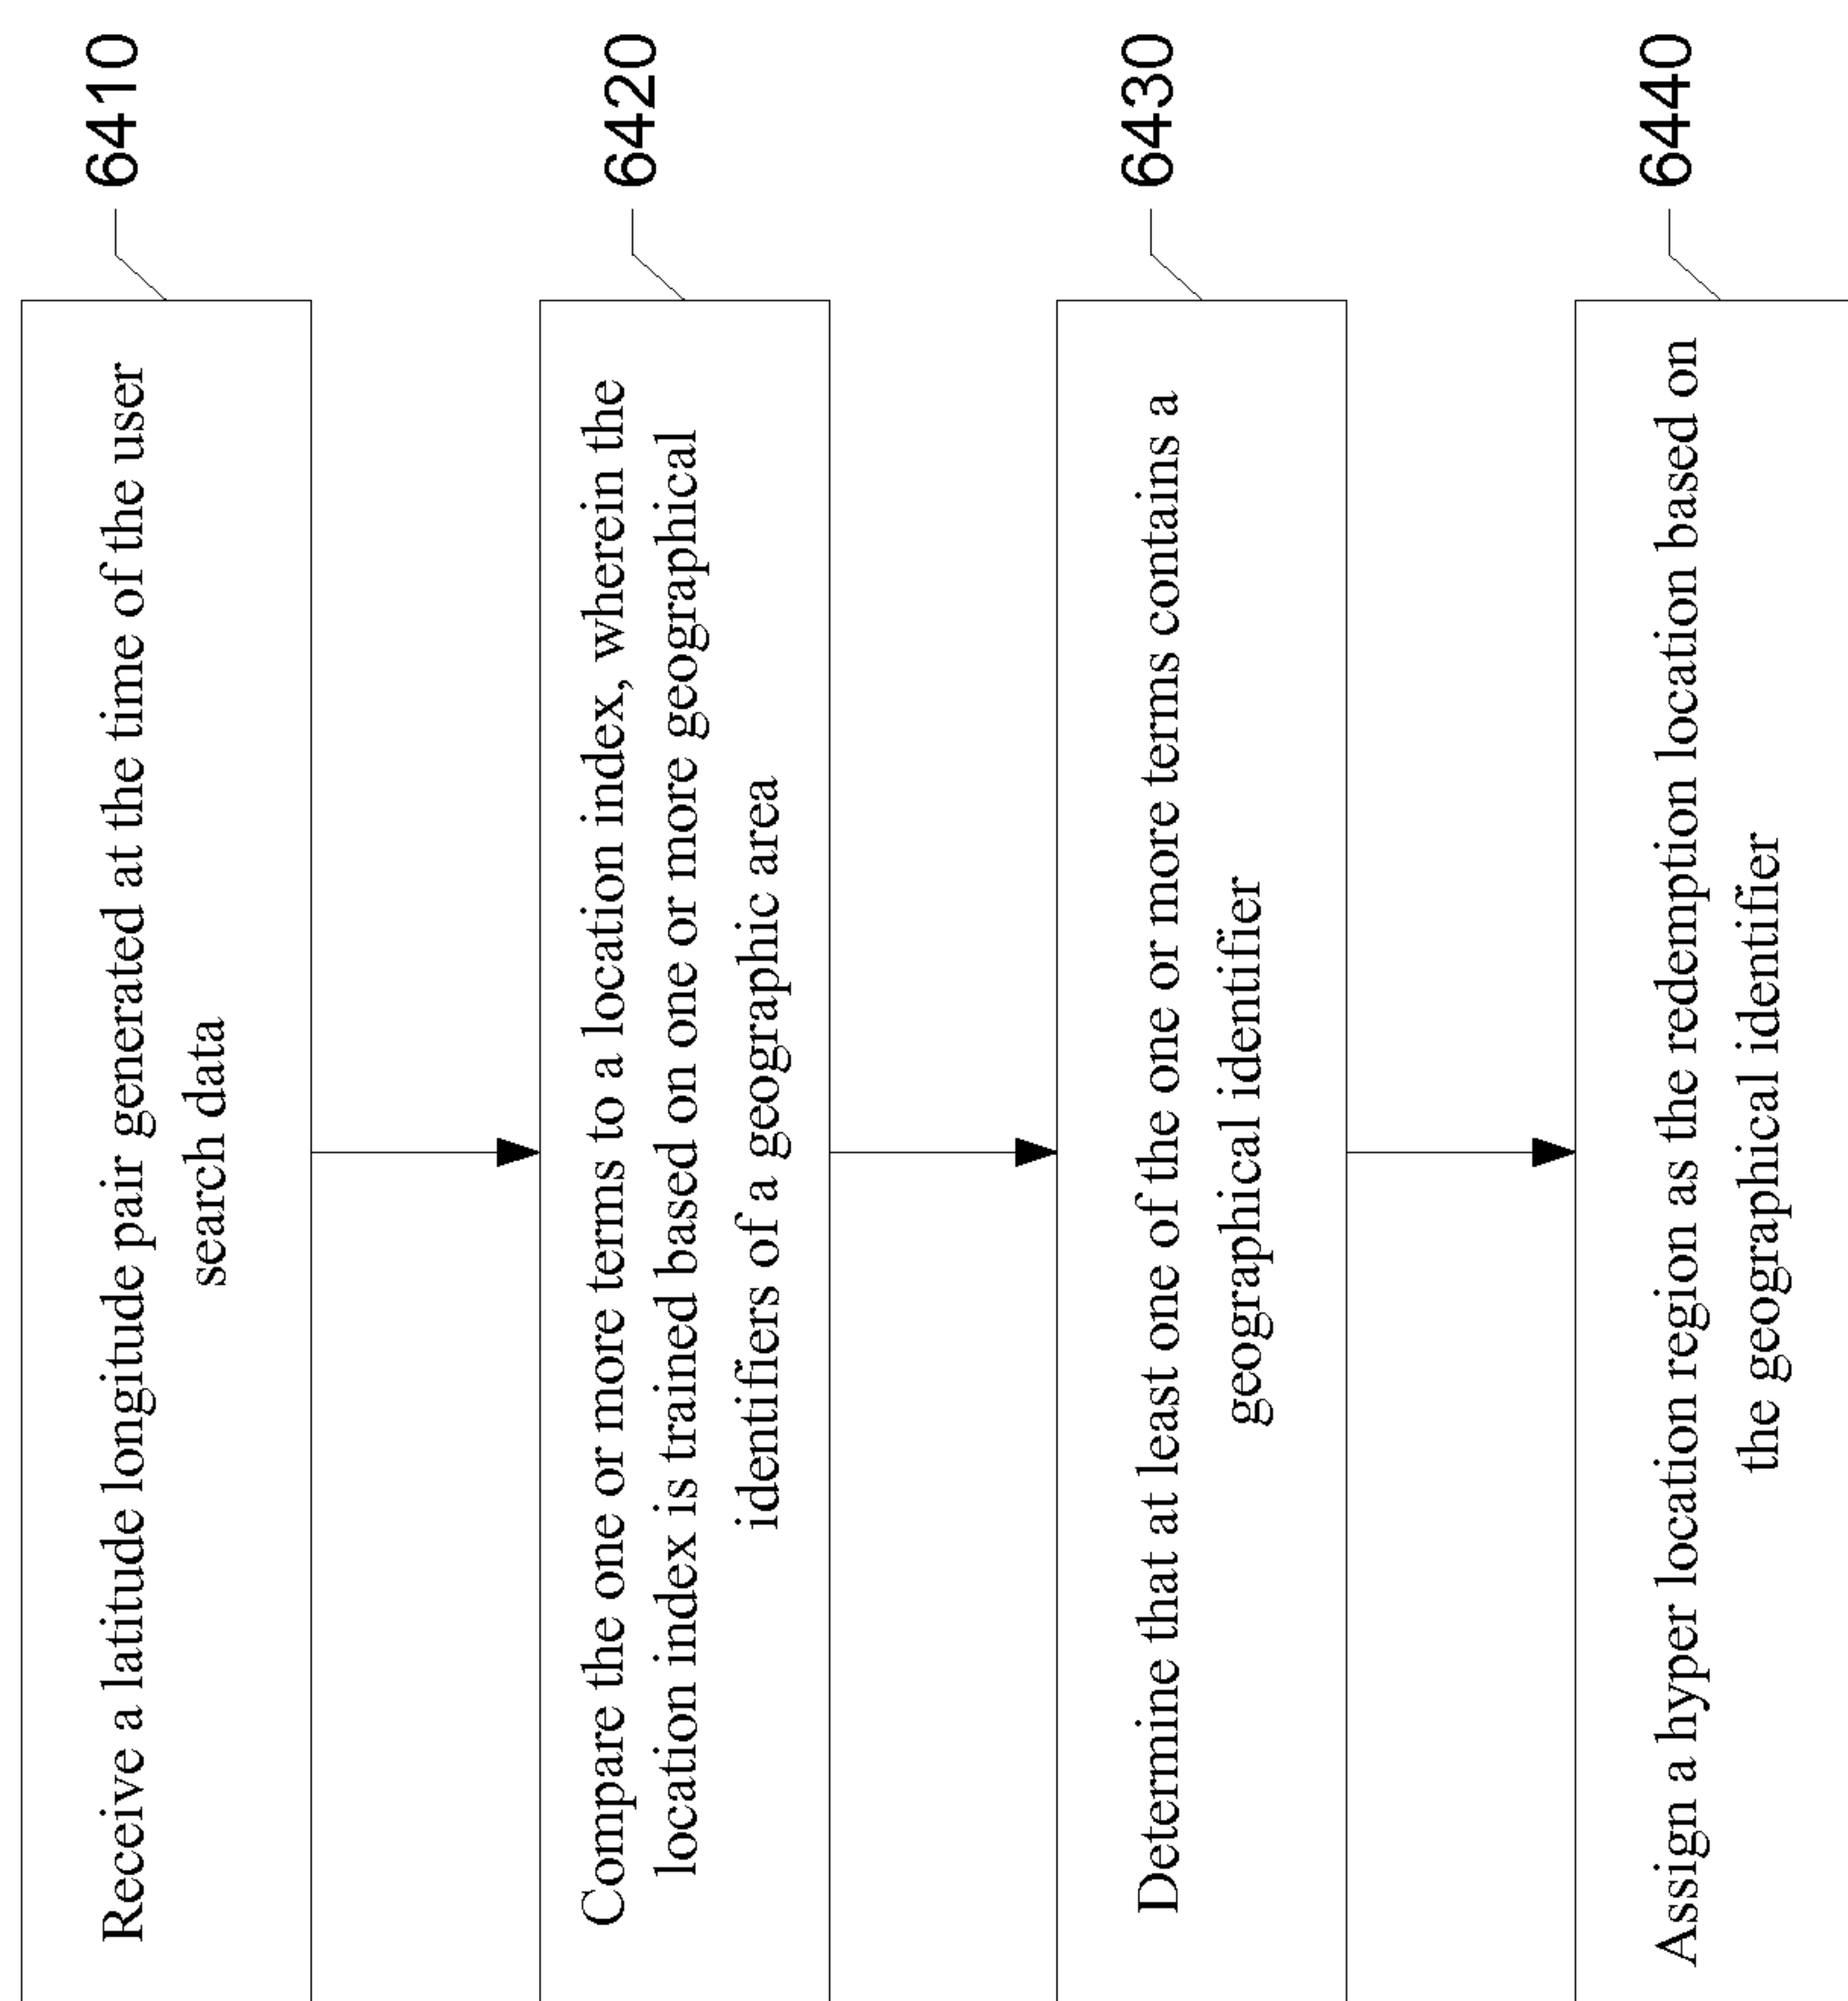 6410
Receive a latitude longitude pair generated at the time of the user
search data
6420
Compare the one or more terms to a location index, wherein the
location index is trained based on one or more geographical
identifiers of a geographic area
6430
Determine that at least one of the one or more terms contains a
geographical identifier
6440
Assign a hyper location region as the redemption location based on
the geographical identifier